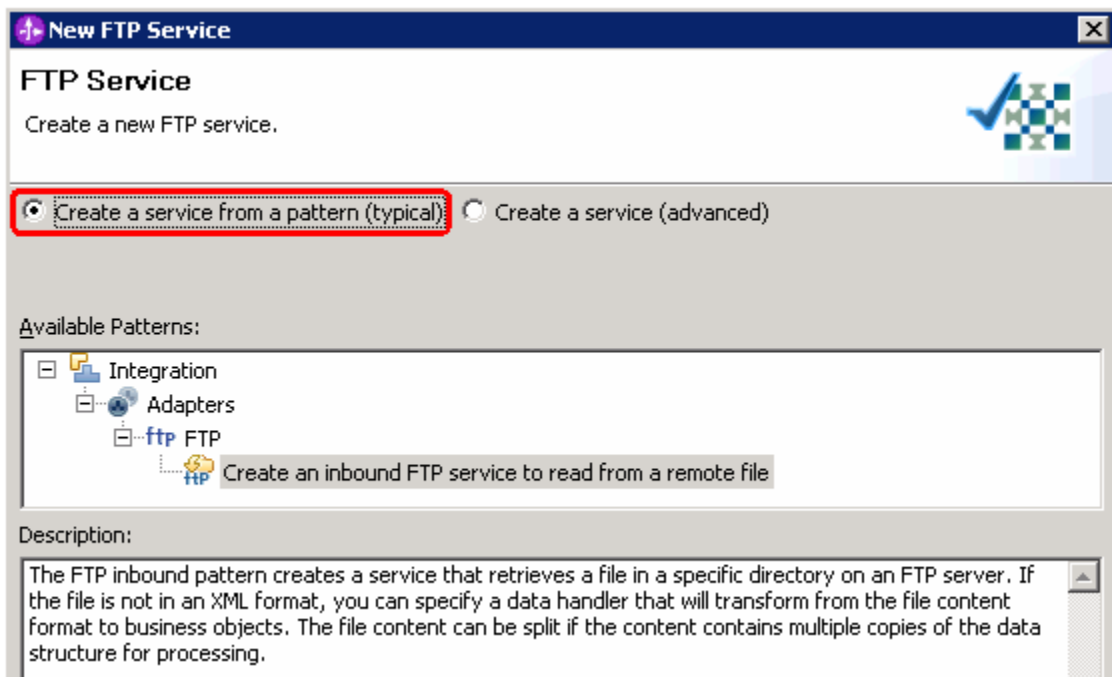 New FTP Service
FTP Service
Create a new FTP service.
Create a service from a pattern (typical) Create a service (advanced)
Available Patterns:
Integration
Adapters
ftp FTP
ftp Create an inbound FTP service to read from a remote file
Description:
The FTP inbound pattern creates a service that retrieves a file in a specific directory on an FTP server. If
the file is not in an XML format, you can specify a data handler that will transform from the file content
format to business objects. The file content can be split if the content contains multiple copies of the data
structure for processing.